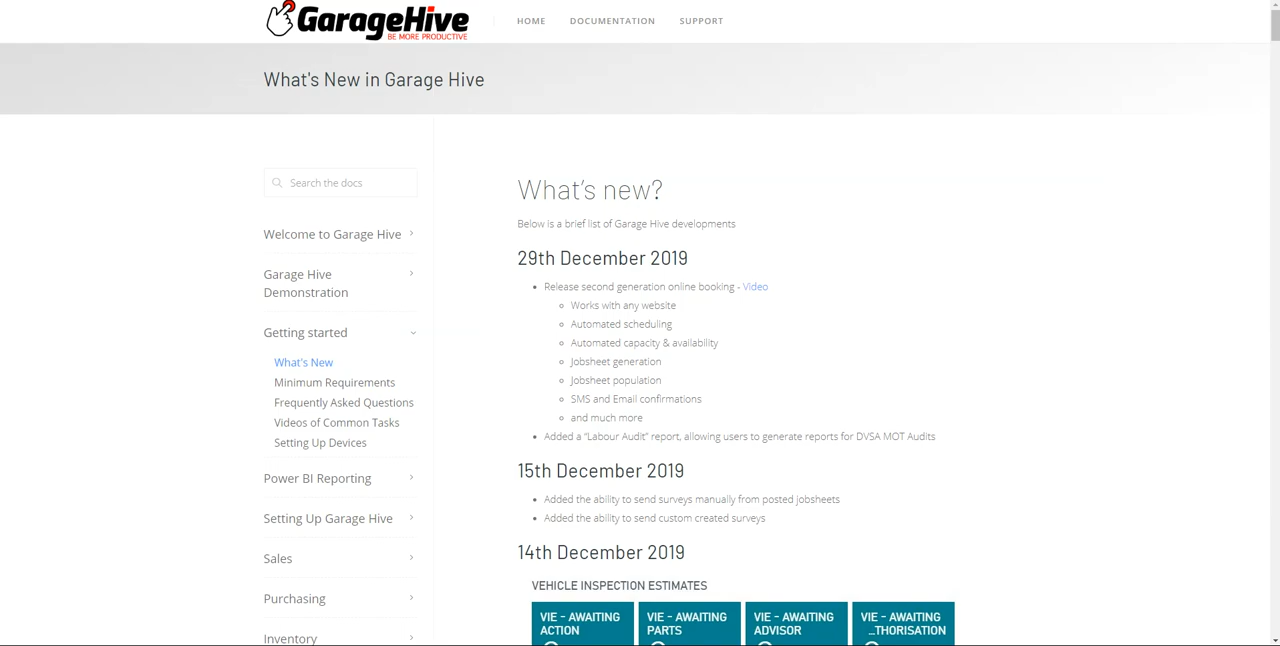 GarageHive
BE MORE PRODUCTIVE
HOME DOCUMENTATION SUPPORT
What's New in Garage Hive
Search the docs
Welcome to Garage Hive
Garage Hive
Demonstration
Getting started
What's New
Minimum Requirements
Frequently Asked Questions
Videos of Common Tasks
Setting Up Devices
Power BI Reporting
Setting Up Garage Hive
Sales
Purchasing
Inventory
What's new?
Below is a brief list of Garage Hive developments
29th December 2019
Release second generation online booking - Video
Works with any website
Automated scheduling
Automated capacity & availability
Jobsheet generation
Jobsheet population
SMS and Email confirmations
and much more
Added a “Labour Audit” report, allowing users to generate reports for DVSA MOT Audits
15th December 2019
Added the ability to send surveys manually from posted jobsheets
Added the ability to send custom created surveys
14th December 2019
VEHICLE INSPECTION ESTIMATES
VIE - AWAITING
ACTION
VIE - AWAITING
PARTS
VIE - AWAITING
ADVISOR
VIE - AWAITING
...THORISATION